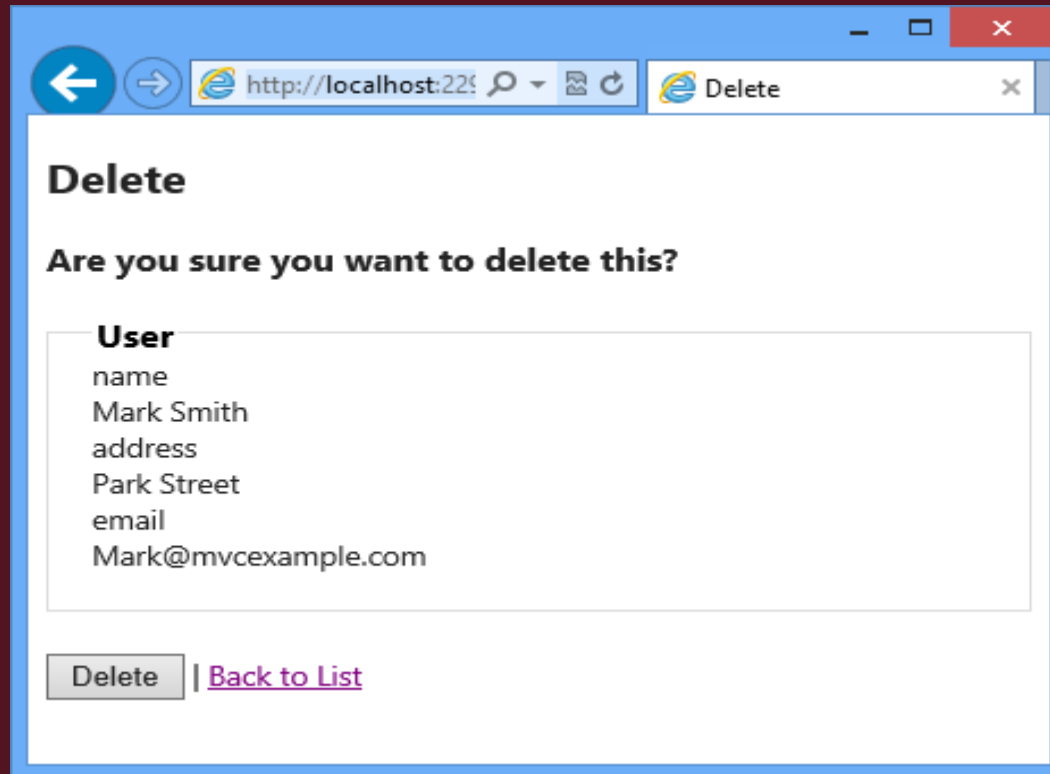 http://localhost:229
Delete
Delete
Are you sure you want to delete this?
User
name
Mark Smith
address
Park Street
email
Mark@mvcexample.com
Delete | Back to List